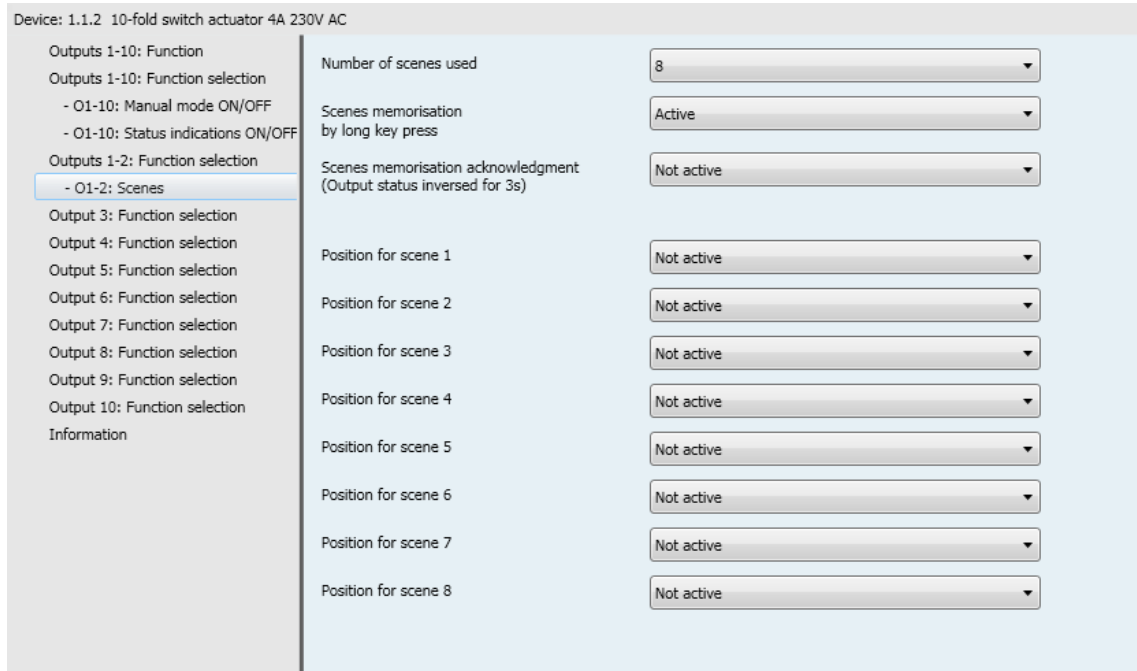 Device: 1.1.2 10-fold switch actuator 4A 230V AC
Outputs 1-10: Function
Outputs 1-10: Function selection
- O1-10: Manual mode ON/OFF
- O1-10: Status indications ON/OFF
Outputs 1-2: Function selection
- O1-2: Scenes
Output 3: Function selection
Output 4: Function selection
Output 5: Function selection
Output 6: Function selection
Output 7: Function selection
Output 8: Function selection
Output 9: Function selection
Output 10: Function selection
Information
Number of scenes used
8
Scenes memorisation
by long key press
Active
Scenes memorisation acknowledgment
(Output status inversed for 3s)
Not active
Position for scene 1
Not active
Position for scene 2
Not active
Position for scene 3
Not active
Position for scene 4
Not active
Position for scene 5
Not active
Position for scene 6
Not active
Position for scene 7
Not active
Position for scene 8
Not active